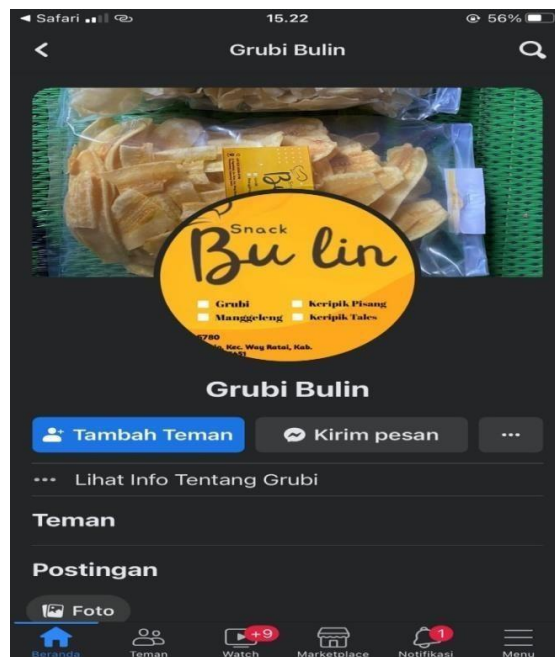 Safari
15.22
56%
Grubi Bulin
Bu
Snack
Bu lin
Grubi
Keripik Pisang
Manggeleng
Keripik Tales
6780
Kec. Way Ratai, Kab.
Grubi Bulin
Tambah Teman
Kirim pesan
Lihat Info Tentang Grubi
Teman
Postingan
Foto
+9
1
Beranda
Teman
Watch
Marketplace
Notifikasi
Menu